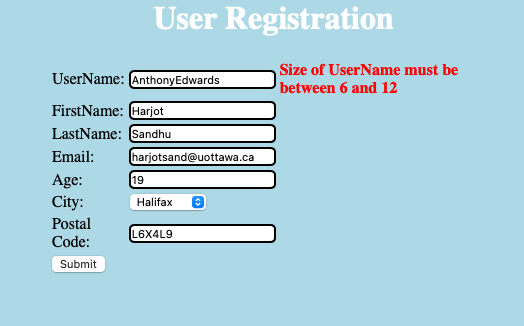 User Registration
UserName: AnthonyEdwards Size of UserName must be
between 6 and 12
FirstName: Harjot
LastName: Sandhu
Email: harjotsand@uottawa.ca
Age: 19
City: Halifax
Postal
Code: L6X4L9
Submit